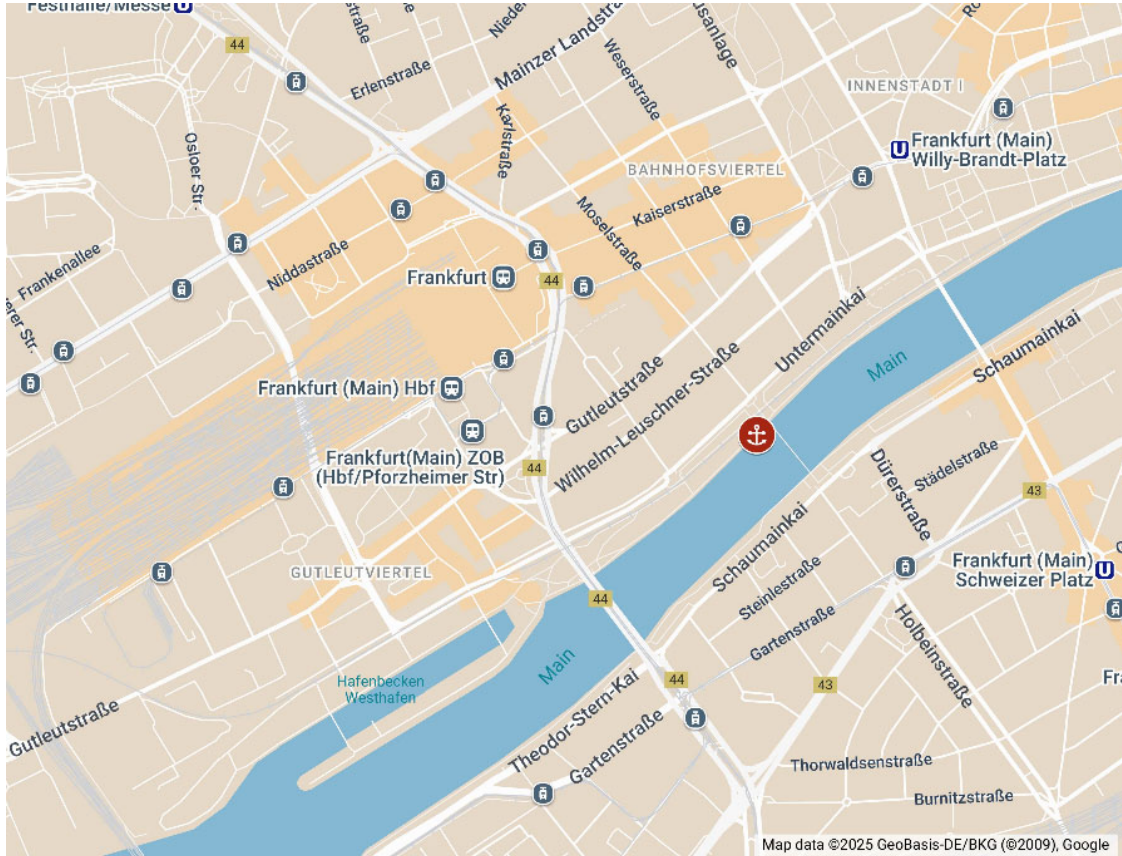 Festhalle/Messe
44
Mainzer Landstra
Erlenstraße
Karlstraße
Weserstraße
INNENSTADT I
Frankfurt (Main)
Willy-Brandt-Platz
Osloer Str.
BAHNHOFSVIERTEL
Kaiserstraße
Moselstraße
Niddastraße
Frankenallee
Frankfurt
44
Untermainkai
Schaumainkai
Main
Frankfurt (Main) Hbf
Gutleutstraße
Wilhelm-Leuschner-Straße
Frankfurt(Main) ZOB
(Hbf/Pforzheimer Str)
44
Dürerstraße
Städelstraße
43
Schaumainkai
Frankfurt (Main)
Schweizer Platz
GUTLEUTVIERTEL
Steinlestraße
44
Gartenstraße
Holbeinstraße
Main
Hafenbecken
Westhafen
44
43
Gutleutstraße
Theodor-Stern-Kai
Gartenstraße
Thorwaldsenstraße
Burnitzstraße
Map data ©2025 GeoBasis-DE/BKG (©2009), Google